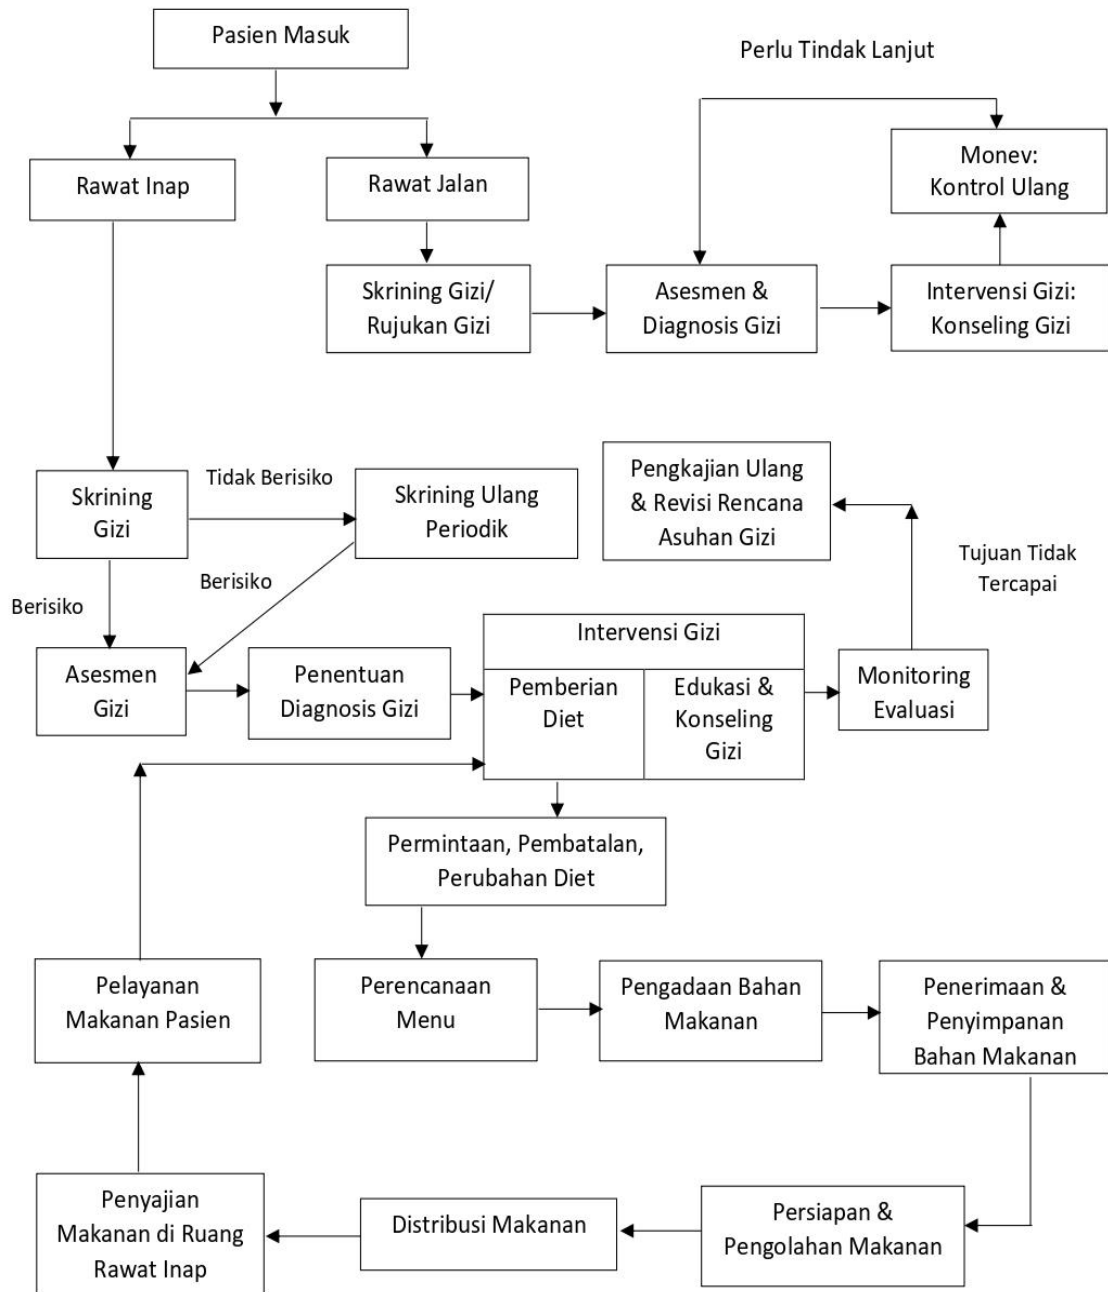 Pasien Masuk
Perlu Tindak Lanjut
Rawat Inap
Rawat Jalan
Monev:
Kontrol Ulang
Skrining Gizi/
Rujukan Gizi
Asesmen &
Diagnosis Gizi
Intervensi Gizi:
Konseling Gizi
Skrining
Gizi
Tidak Berisiko
Skrining Ulang
Periodik
Pengkajian Ulang
& Revisi Rencana
Asuhan Gizi
Berisiko
Berisiko
Tujuan Tidak
Tercapai
Asesmen
Gizi
Penentuan
Diagnosis Gizi
Intervensi Gizi
Pemberian
Diet
Edukasi &
Konseling
Gizi
Monitoring
Evaluasi
Permintaan, Pembatalan,
Perubahan Diet
Pelayanan
Makanan Pasien
Perencanaan
Menu
Pengadaan Bahan
Makanan
Penerimaan &
Penyimpanan
Bahan Makanan
Penyajian
Makanan di Ruang
Rawat Inap
Distribusi Makanan
Persiapan &
Pengolahan Makanan